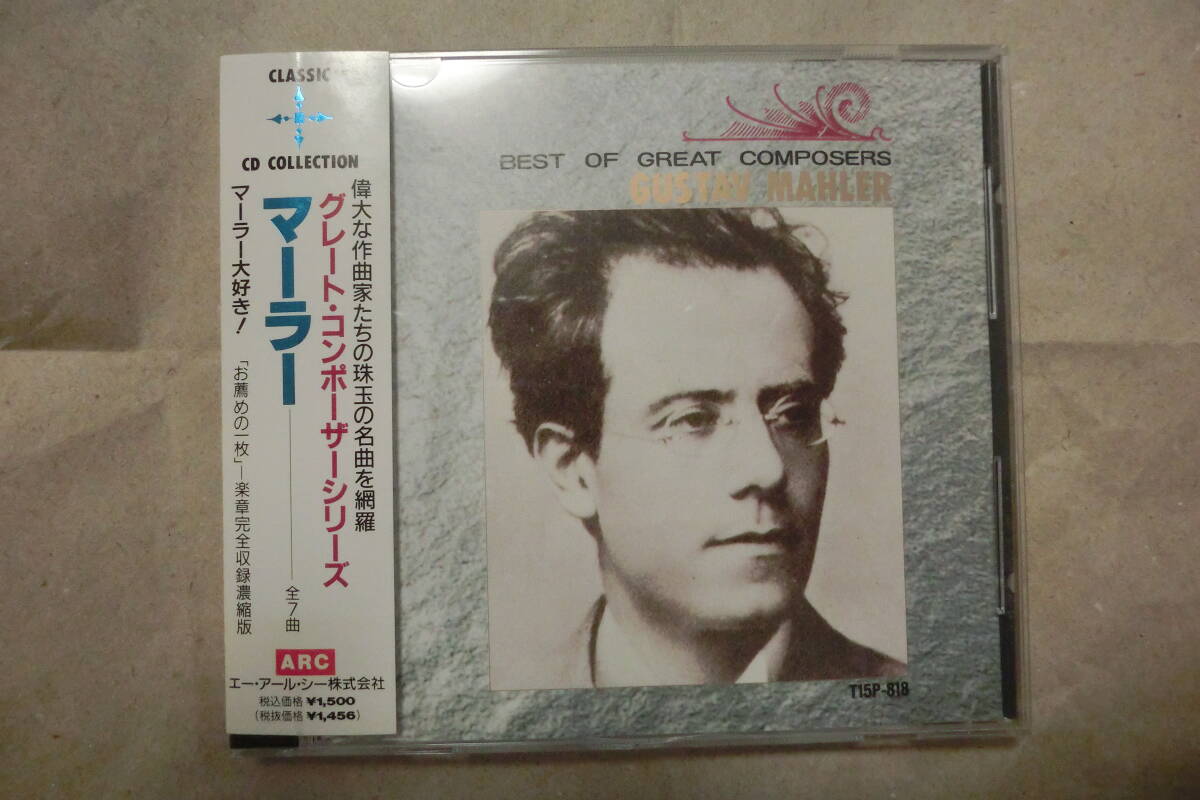 CLASSIC
CD COLLECTION
偉大な作曲家たちの珠玉の名曲を網羅
グレート・コンポーザーシリーズ
マーラー
全7曲
マーラー大好き!
「お薦めの一枚」―楽章完全収録濃縮版
ARC
エー・アール・シー株式会社
税込価格 ¥1,500
(税抜価格 ¥1,456)
BEST OF GREAT COMPOSERS
GUSTAV MAHLER
T15P-818